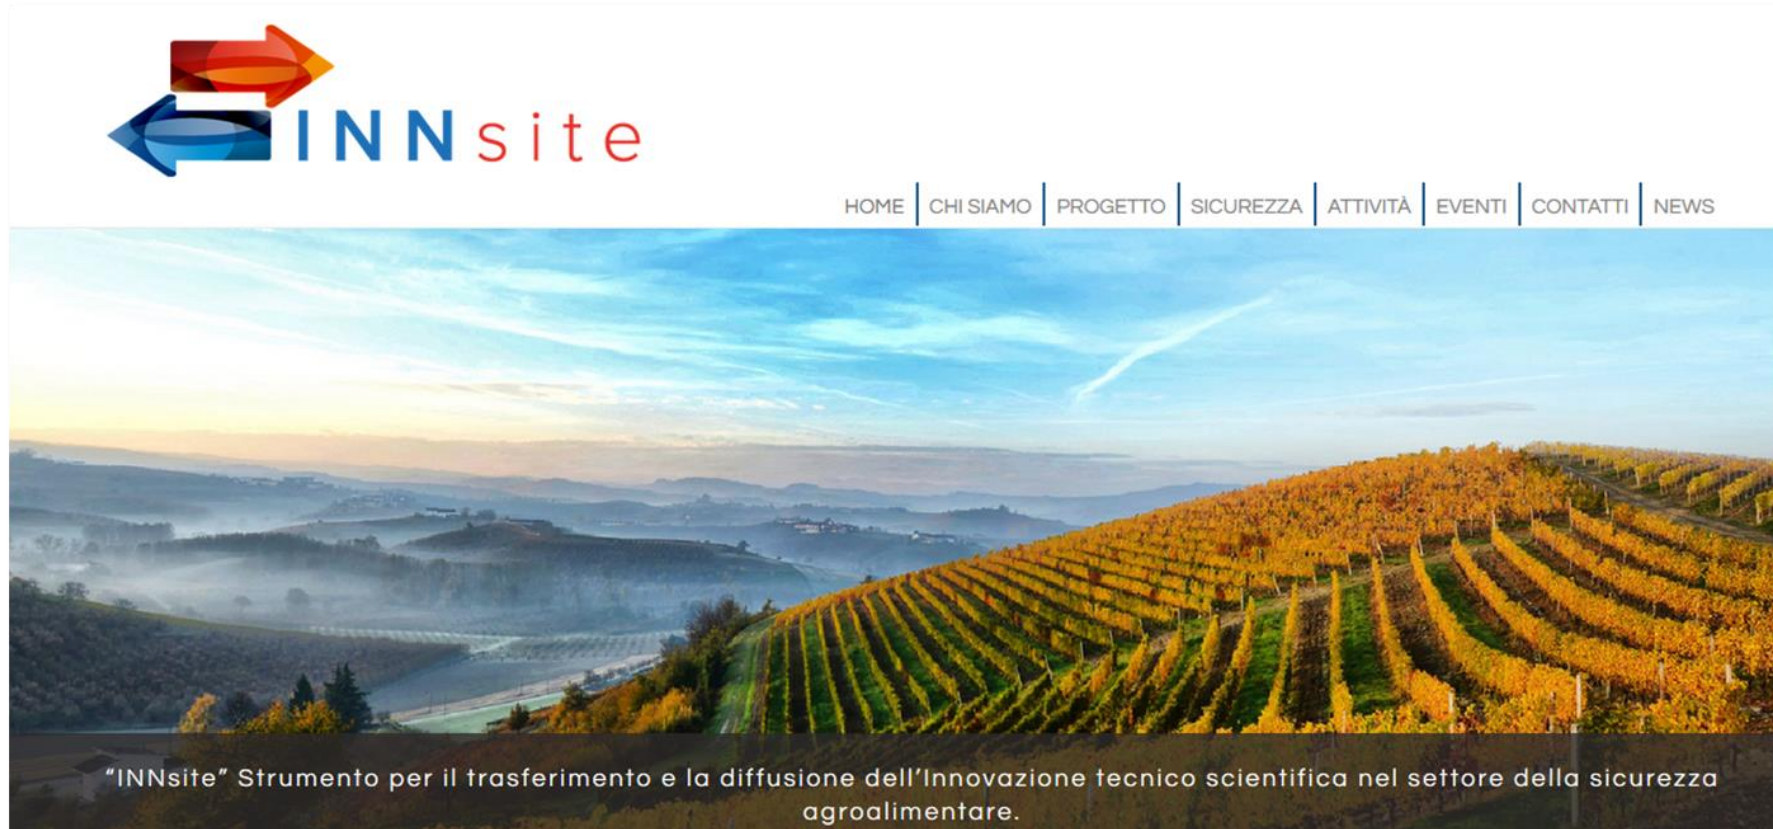 INNsite
HOME CHI SIAMO PROGETTO SICUREZZA ATTIVITÀ EVENTI CONTATTI NEWS
“INNsite” Strumento per il trasferimento e la diffusione dell’Innovazione tecnico scientifica nel settore della sicurezza
agroalimentare.